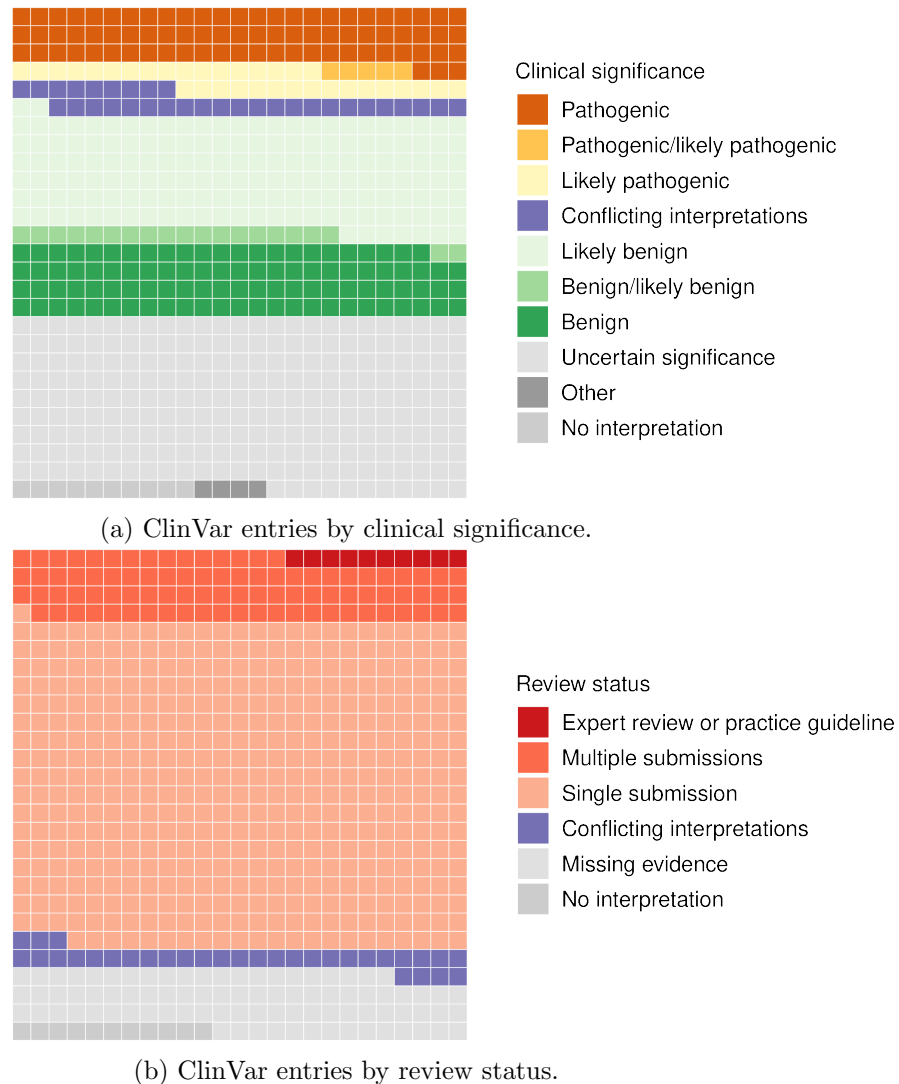 Clinical significance
Pathogenic
Pathogenic/likely pathogenic
Likely pathogenic
Conflicting interpretations
Likely benign
Benign/likely benign
Benign
Uncertain significance
Other
No interpretation
(a) ClinVar entries by clinical significance.
Review status
Expert review or practice guideline
Multiple submissions
Single submission
Conflicting interpretations
Missing evidence
No interpretation
(b) ClinVar entries by review status.